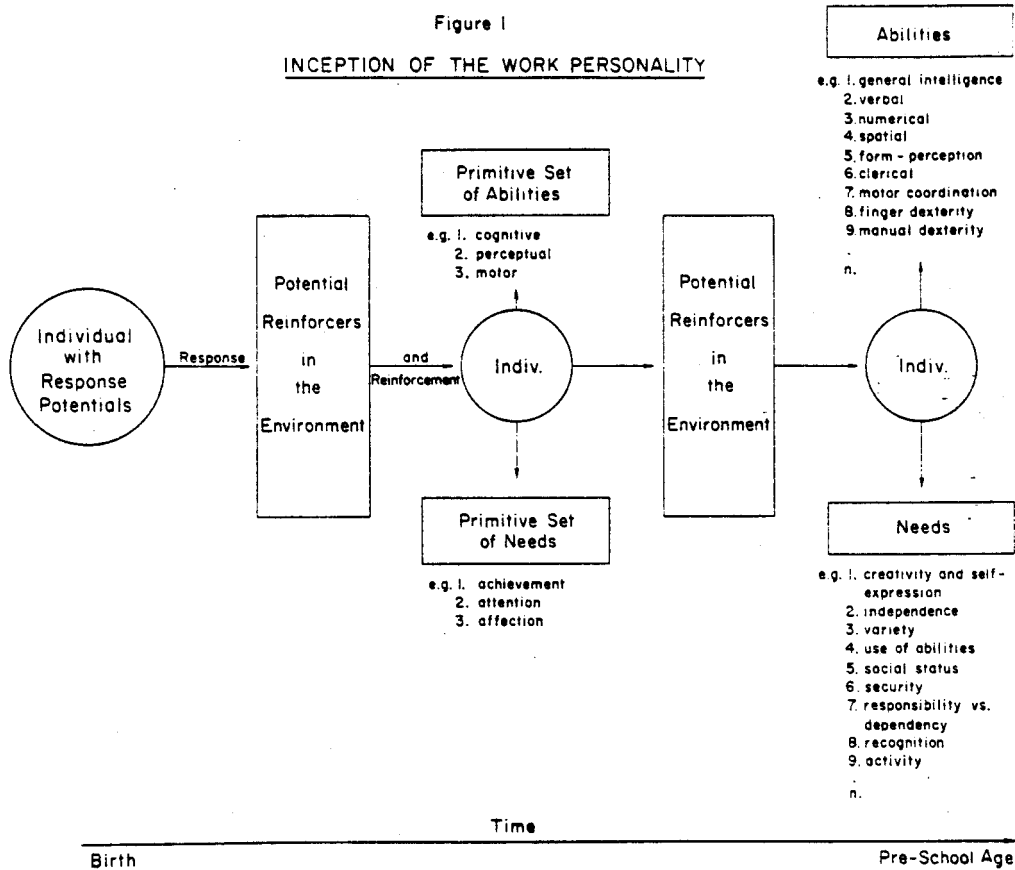 Figure 1
INCEPTION OF THE WORK PERSONALITY
Individual
with
Response
Potentials
Response
Potential
Reinforcers
in
the
Environment
and
Reinforcement
Primitive Set
of Abilities
e.g. 1. cognitive
2. perceptual
3. motor
Indiv.
Primitive Set
of Needs
e.g. 1. achievement
2. attention
3. affection
Potential
Reinforcers
in
the
Environment
Abilities
e.g. 1. general intelligence
2. verbal
3. numerical
4. spatial
5. form - perception
6. clerical
7. motor coordination
8. finger dexterity
9. manual dexterity
.
n.
Indiv.
Needs
e.g. 1. creativity and self-
expression
2. independence
3. variety
4. use of abilities
5. social status
6. security
7. responsibility vs.
dependency
8. recognition
9. activity
n.
Time
Birth
Pre-School Age